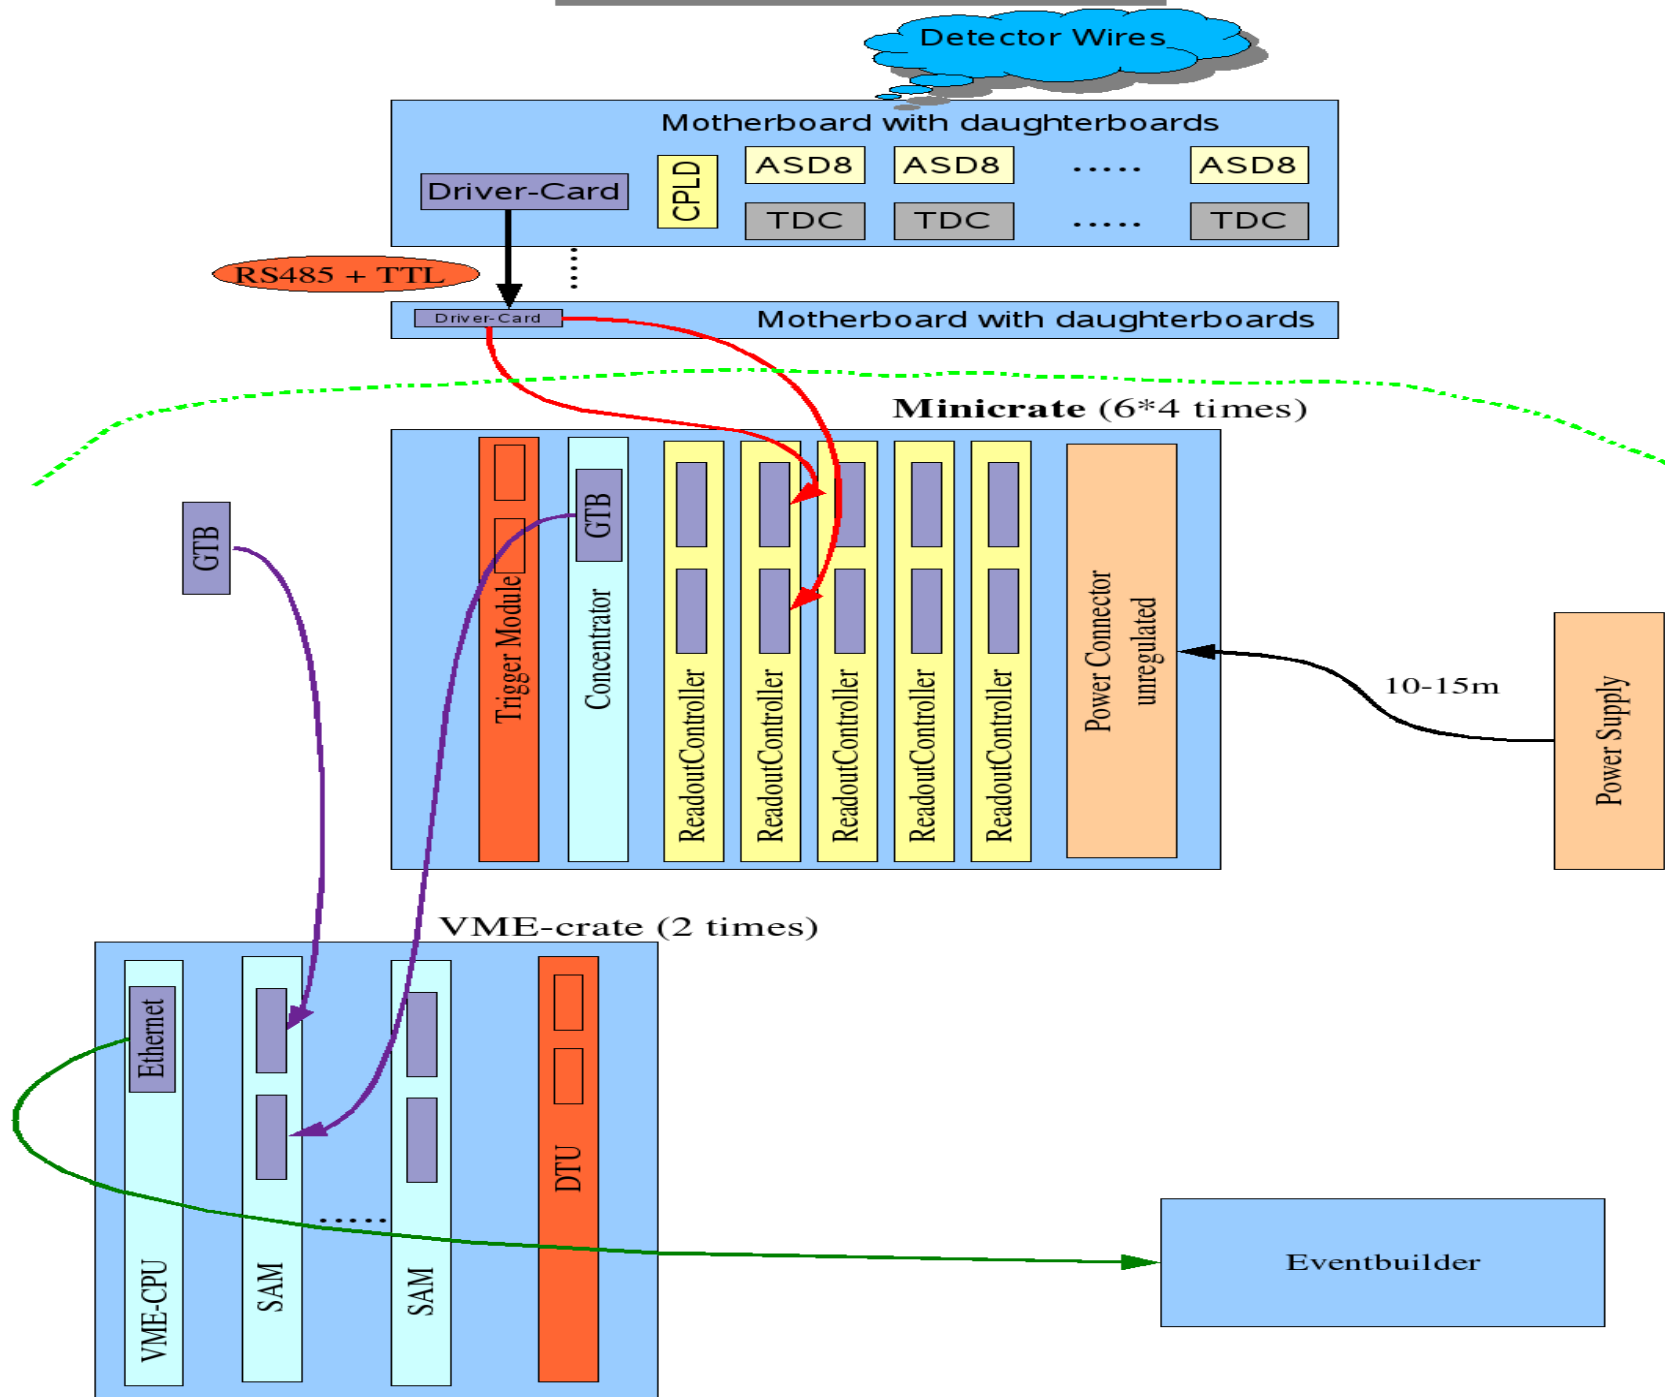 Detector Wires
Motherboard with daughterboards
Driver-Card
CPLD
ASD8
ASD8
.....
ASD8
TDC
TDC
.....
TDC
RS485 + TTL
Driver-Card
Motherboard with daughterboards
Minicrate (6*4 times)
GTB
Trigger Module
GTB
Concentrator
ReadoutController
ReadoutController
ReadoutController
ReadoutController
ReadoutController
Power Connector
unregulated
10-15m
Power Supply
VME-crate (2 times)
Ethernet
VME-CPU
SAM
......
SAM
DTU
Eventbuilder